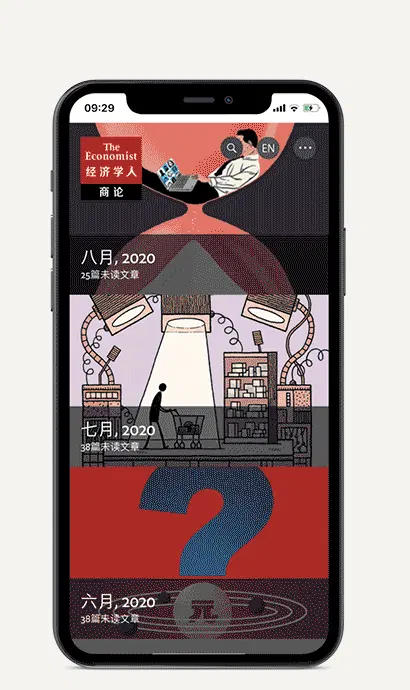 09:29
The
Economist
经济学人
商论
EN
八月, 2020
25篇未读文章
七月, 2020
38篇未读文章
六月, 2020
38篇未读文章
元